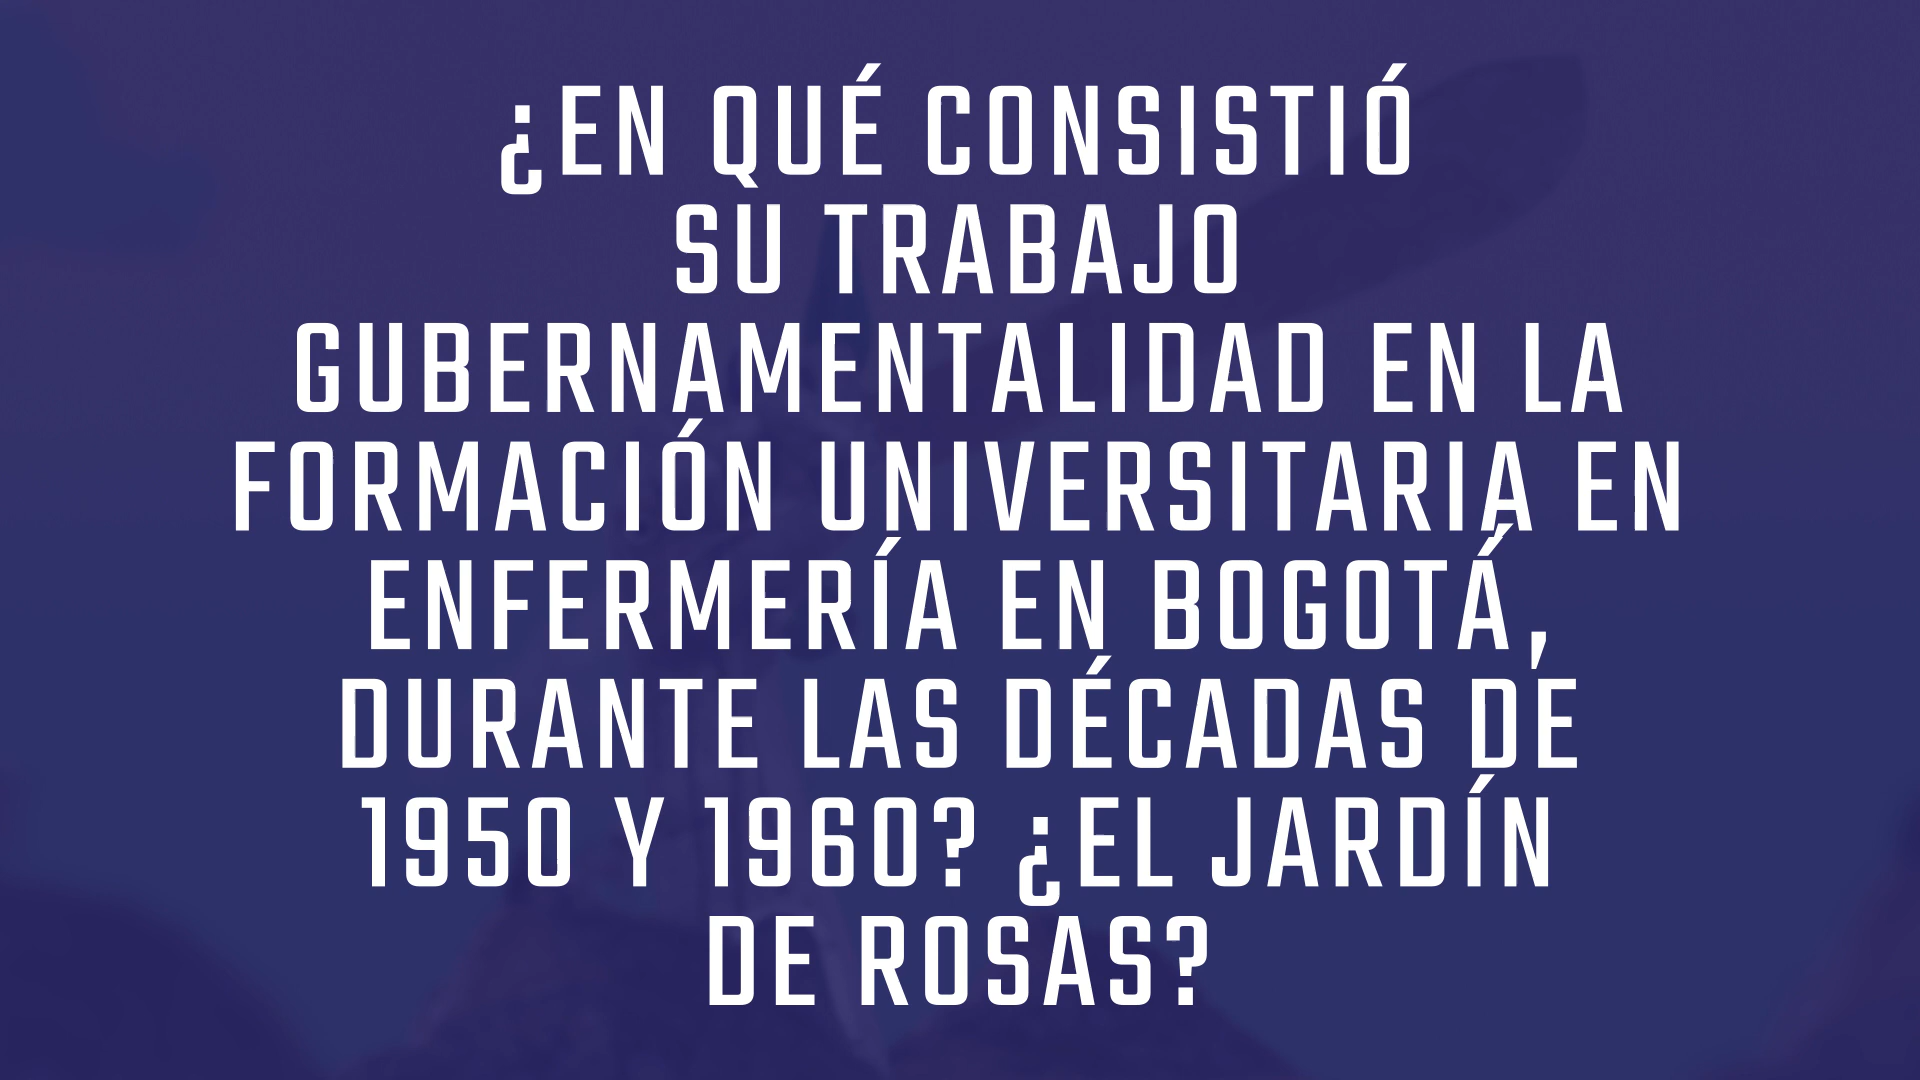 ¿EN QUÉ CONSISTIÓ
SU TRABAJO
GUBERNAMENTALIDAD EN LA
FORMACIÓN UNIVERSITARIA EN
ENFERMERÍA EN BOGOTÁ,
DURANTE LAS DÉCADAS DE
1950 Y 1960? ¿EL JARDÍN
DE ROSAS?